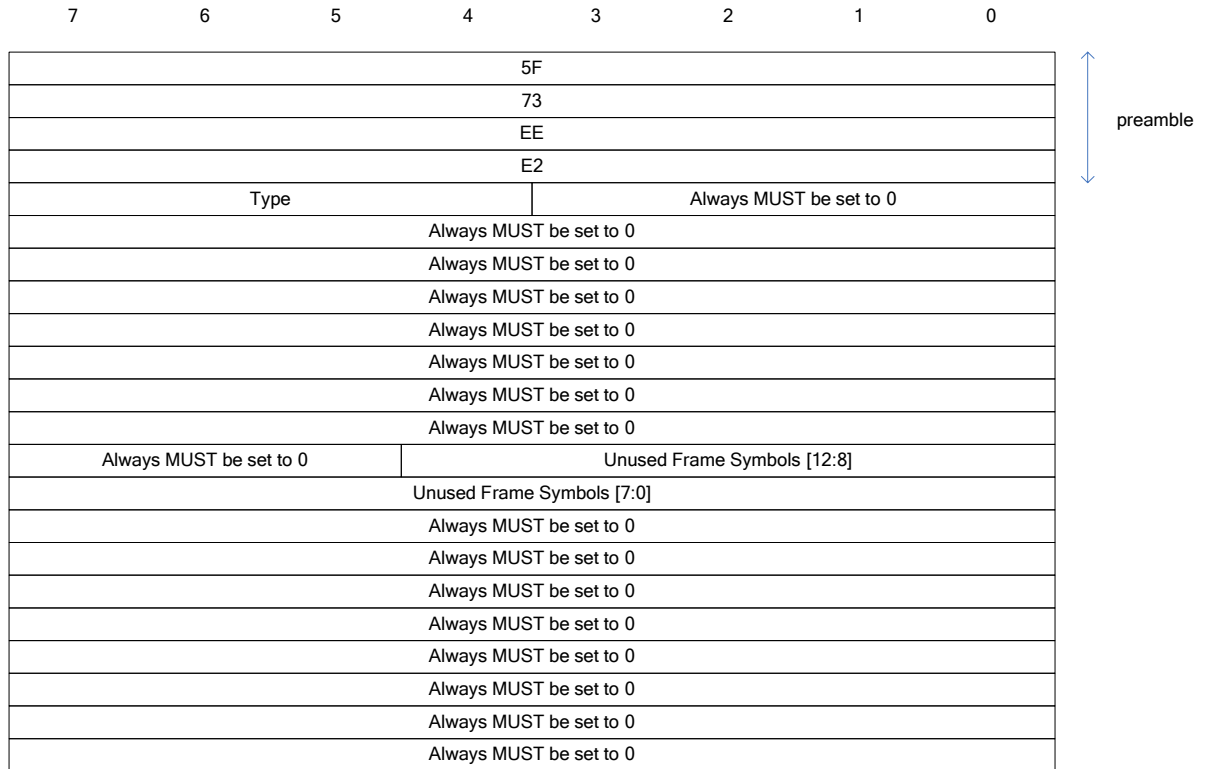 7 6 5 4 3 2 1 0
5F
73
EE
preamble
E2
Type Always MUST be set to 0
Always MUST be set to 0
Always MUST be set to 0
Always MUST be set to 0
Always MUST be set to 0
Always MUST be set to 0
Always MUST be set to 0
Always MUST be set to 0
Always MUST be set to 0 Unused Frame Symbols [12:8]
Unused Frame Symbols [7:0]
Always MUST be set to 0
Always MUST be set to 0
Always MUST be set to 0
Always MUST be set to 0
Always MUST be set to 0
Always MUST be set to 0
Always MUST be set to 0
Always MUST be set to 0